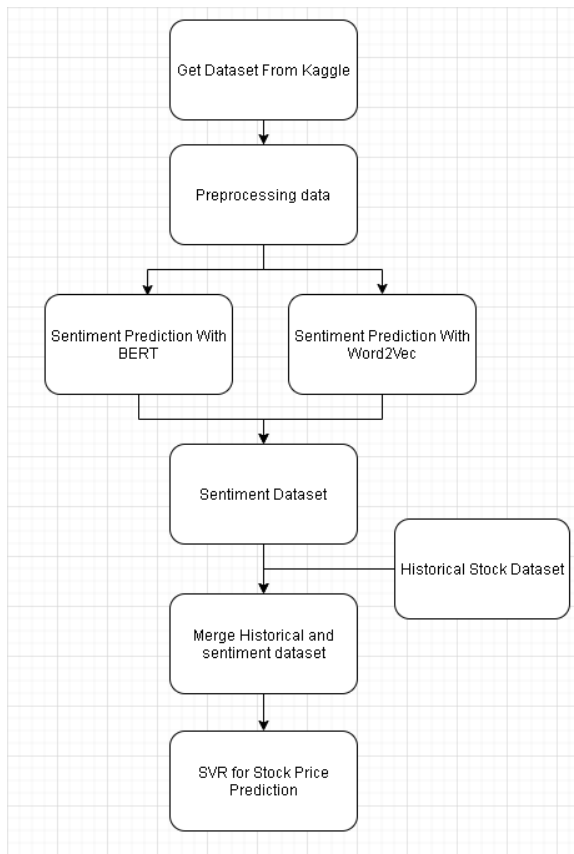 Get Dataset From Kaggle
Preprocessing data
Sentiment Prediction With
BERT
Sentiment Prediction With
Word2Vec
Sentiment Dataset
Historical Stock Dataset
Merge Historical and
sentiment dataset
SVR for Stock Price
Prediction